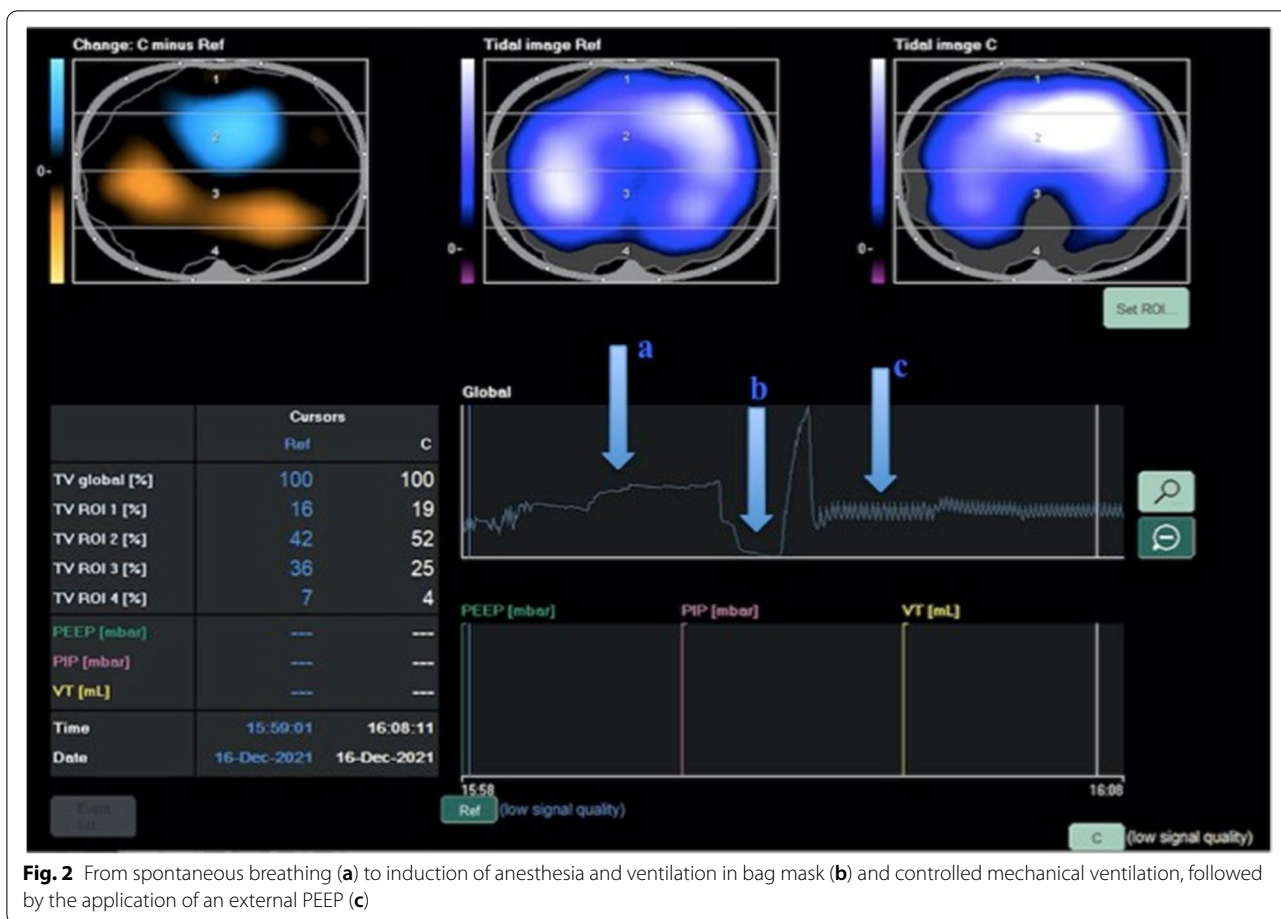 Change: C minus Ref
Tidal image Ref
Tidal image C
1
2
3
4
0-
1
2
3
4
0-
1
2
3
4
0-
Set ROI...
a
b
c
Global
Cursors
Ref C
TV global [%] 100 100
TV ROI 1 [%] 16 19
TV ROI 2 [%] 42 52
TV ROI 3 [%] 36 25
TV ROI 4 [%] 7 4
PEEP [mbar] --- ---
PIP [mbar] --- ---
VT [mL] --- ---
Time 15:59:01 16:08:11
Date 16-Dec-2021 16-Dec-2021
PEEP [mbar] PIP [mbar] VT [mL]
15:58 16:08
Event
list...
Ref (low signal quality)
C (low signal quality)
Fig. 2 From spontaneous breathing (a) to induction of anesthesia and ventilation in bag mask (b) and controlled mechanical ventilation, followed
by the application of an external PEEP (c)